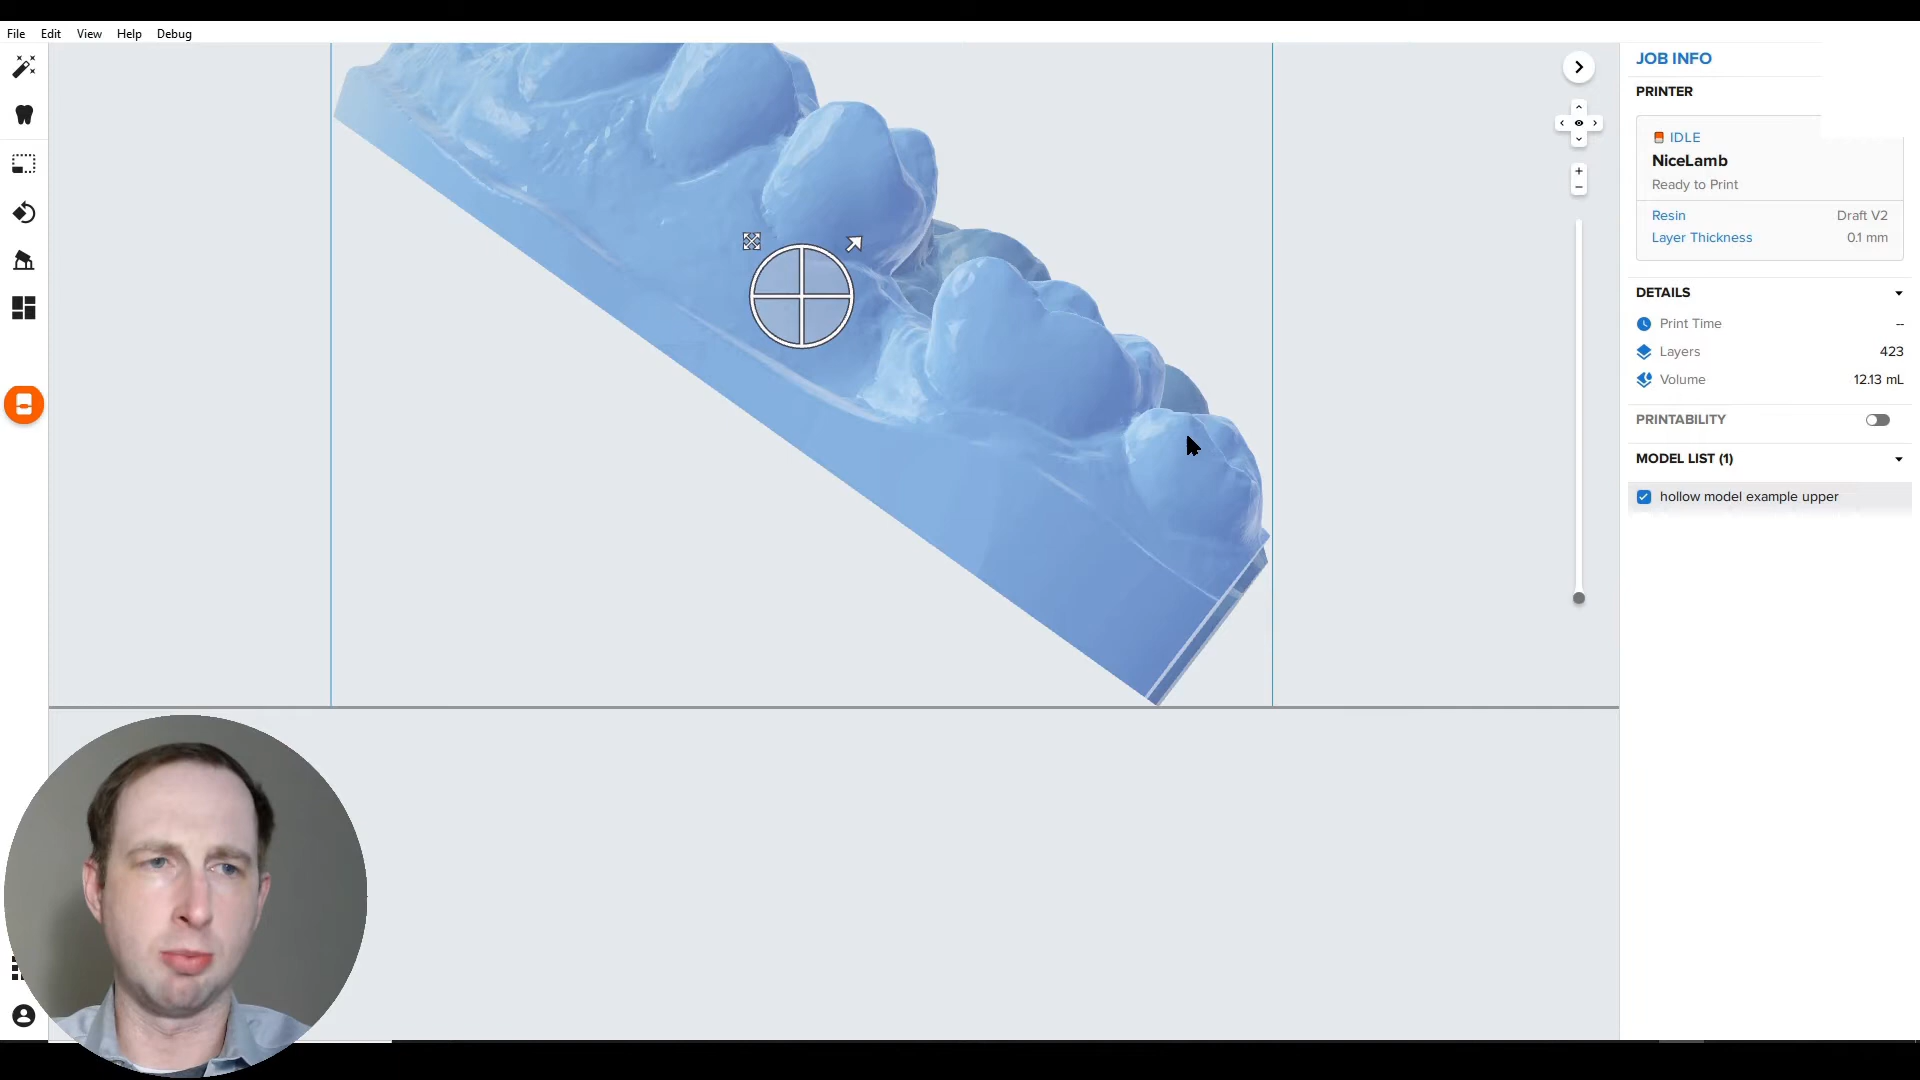 File Edit View Help Debug
JOB INFO
PRINTER
IDLE
NiceLamb
Ready to Print
Resin Draft V2
Layer Thickness 0.1 mm
DETAILS
Print Time --
Layers 423
Volume 12.13 mL
PRINTABILITY
MODEL LIST (1)
hollow model example upper